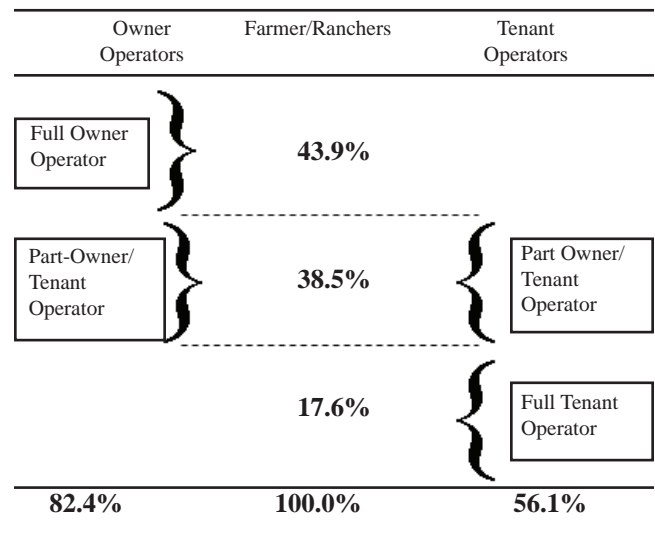 Owner Farmer/Ranchers Tenant
Operators Operators
Full Owner
Operator
43.9%
Part-Owner/
Tenant
Operator
38.5%
Part Owner/
Tenant
Operator
17.6%
Full Tenant
Operator
82.4% 100.0% 56.1%